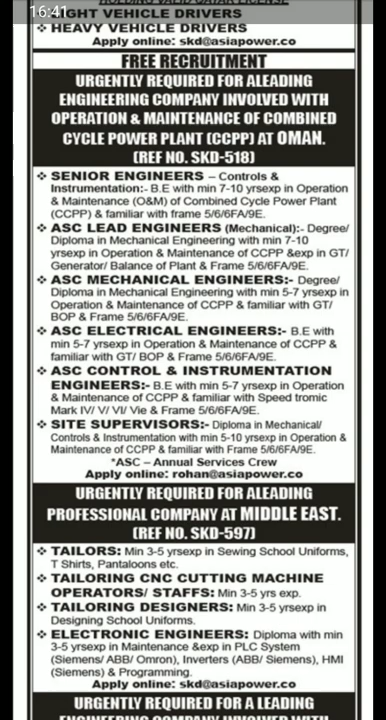 HOLDING VALID QATAR LICENSE
16:41
LIGHT VEHICLE DRIVERS
❖ HEAVY VEHICLE DRIVERS
Apply online: skd@asiapower.co
FREE RECRUITMENT
URGENTLY REQUIRED FOR ALEADING
ENGINEERING COMPANY INVOLVED WITH
OPERATION & MAINTENANCE OF COMBINED
CYCLE POWER PLANT (CCPP) AT OMAN.
(REF NO. SKD-518)
❖ SENIOR ENGINEERS – Controls &
Instrumentation:- B.E with min 7-10 yrsexp in Operation
& Maintenance (O&M) of Combined Cycle Power Plant
(CCPP) & familiar with frame 5/6/6FA/9E.
❖ ASC LEAD ENGINEERS (Mechanical):- Degree/
Diploma in Mechanical Engineering with min 7-10
yrsexp in Operation & Maintenance of CCPP &exp in GT/
Generator/ Balance of Plant & Frame 5/6/6FA/9E.
❖ ASC MECHANICAL ENGINEERS:- Degree/
Diploma in Mechanical Engineering with min 5-7 yrsexp in
Operation & Maintenance of CCPP & familiar with GT/
BOP & Frame 5/6/6FA/9E.
❖ ASC ELECTRICAL ENGINEERS:- B.E with
min 5-7 yrsexp in Operation & Maintenance of CCPP &
familiar with GT/ BOP & Frame 5/6/6FA/9E.
❖ ASC CONTROL & INSTRUMENTATION
ENGINEERS:- B.E with min 5-7 yrsexp in Operation
& Maintenance of CCPP & familiar with Speed tromic
Mark IV/ V/ VI/ Vie & Frame 5/6/6FA/9E.
❖ SITE SUPERVISORS:- Diploma in Mechanical/
Controls & Instrumentation with min 5-10 yrsexp in Operation &
Maintenance of CCPP & familiar with Frame 5/6/6FA/9E.
*ASC – Annual Services Crew
Apply online: rohan@asiapower.co
URGENTLY REQUIRED FOR ALEADING
PROFESSIONAL COMPANY AT MIDDLE EAST.
(REF NO. SKD-597)
❖ TAILORS: Min 3-5 yrsexp in Sewing School Uniforms,
T Shirts, Pantaloons etc.
❖ TAILORING CNC CUTTING MACHINE
OPERATORS/ STAFFS: Min 3-5 yrs exp.
❖ TAILORING DESIGNERS: Min 3-5 yrsexp in
Designing School Uniforms.
❖ ELECTRONIC ENGINEERS: Diploma with min
3-5 yrsexp in Maintenance &exp in PLC System
(Siemens/ ABB/ Omron), Inverters (ABB/ Siemens), HMI
(Siemens) & Programming.
Apply online: skd@asiapower.co
URGENTLY REQUIRED FOR A LEADING
ENGINEERING COMPANY INVOLVED WITH